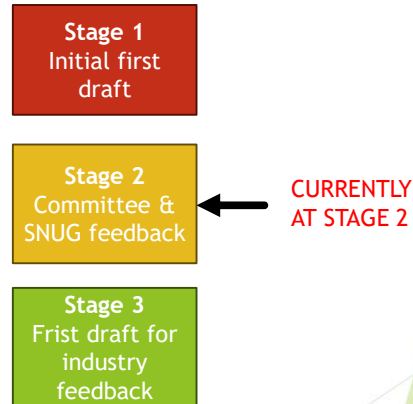 Stage 1
Initial first
draft
Stage 2
Committee &
SNUG feedback
CURRENTLY
AT STAGE 2
Stage 3
Frist draft for
industry
feedback